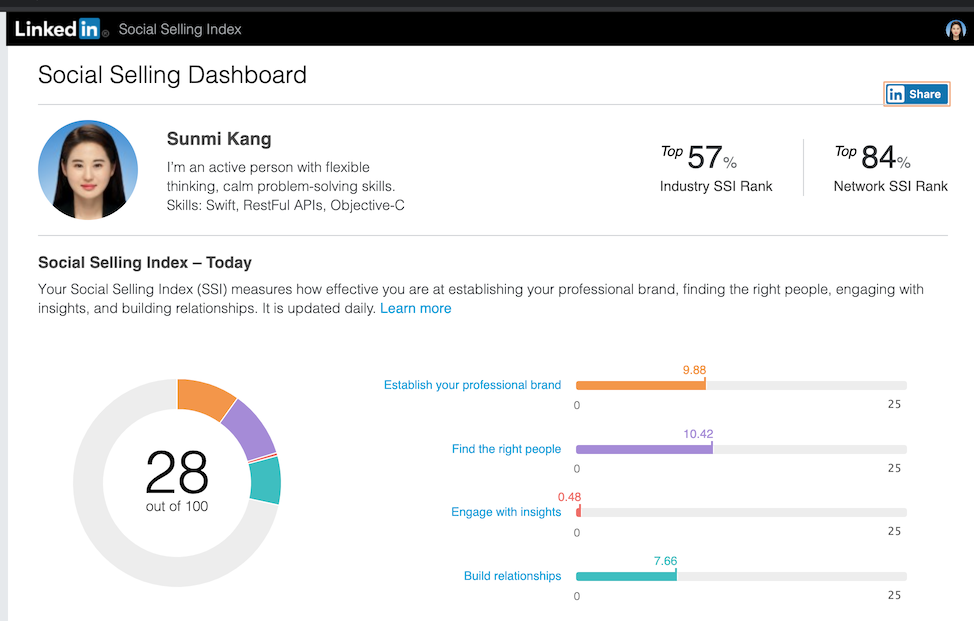 Linked in ® Social Selling Index
Social Selling Dashboard
in Share
Sunmi Kang
I'm an active person with flexible
thinking, calm problem-solving skills.
Skills: Swift, RestFul APIs, Objective-C
Top 57%
Industry SSI Rank
Top 84%
Network SSI Rank
Social Selling Index – Today
Your Social Selling Index (SSI) measures how effective you are at establishing your professional brand, finding the right people, engaging with
insights, and building relationships. It is updated daily. Learn more
28
out of 100
9.88
Establish your professional brand
0 25
10.42
Find the right people
0 25
0.48
Engage with insights
0 25
7.66
Build relationships
0 25